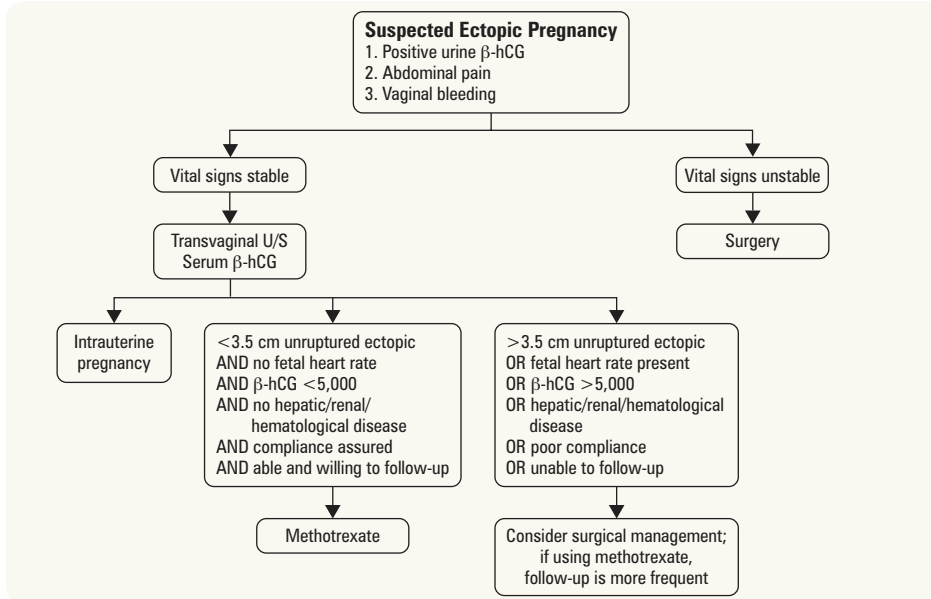 Suspected Ectopic Pregnancy
1. Positive urine β-hCG
2. Abdominal pain
3. Vaginal bleeding
Vital signs stable
Vital signs unstable
Transvaginal U/S
Serum β-hCG
Surgery
Intrauterine
pregnancy
<3.5 cm unruptured ectopic
AND no fetal heart rate
AND β-hCG <5,000
AND no hepatic/renal/
hematological disease
AND compliance assured
AND able and willing to follow-up
>3.5 cm unruptured ectopic
OR fetal heart rate present
OR β-hCG >5,000
OR hepatic/renal/hematological
disease
OR poor compliance
OR unable to follow-up
Methotrexate
Consider surgical management;
if using methotrexate,
follow-up is more frequent